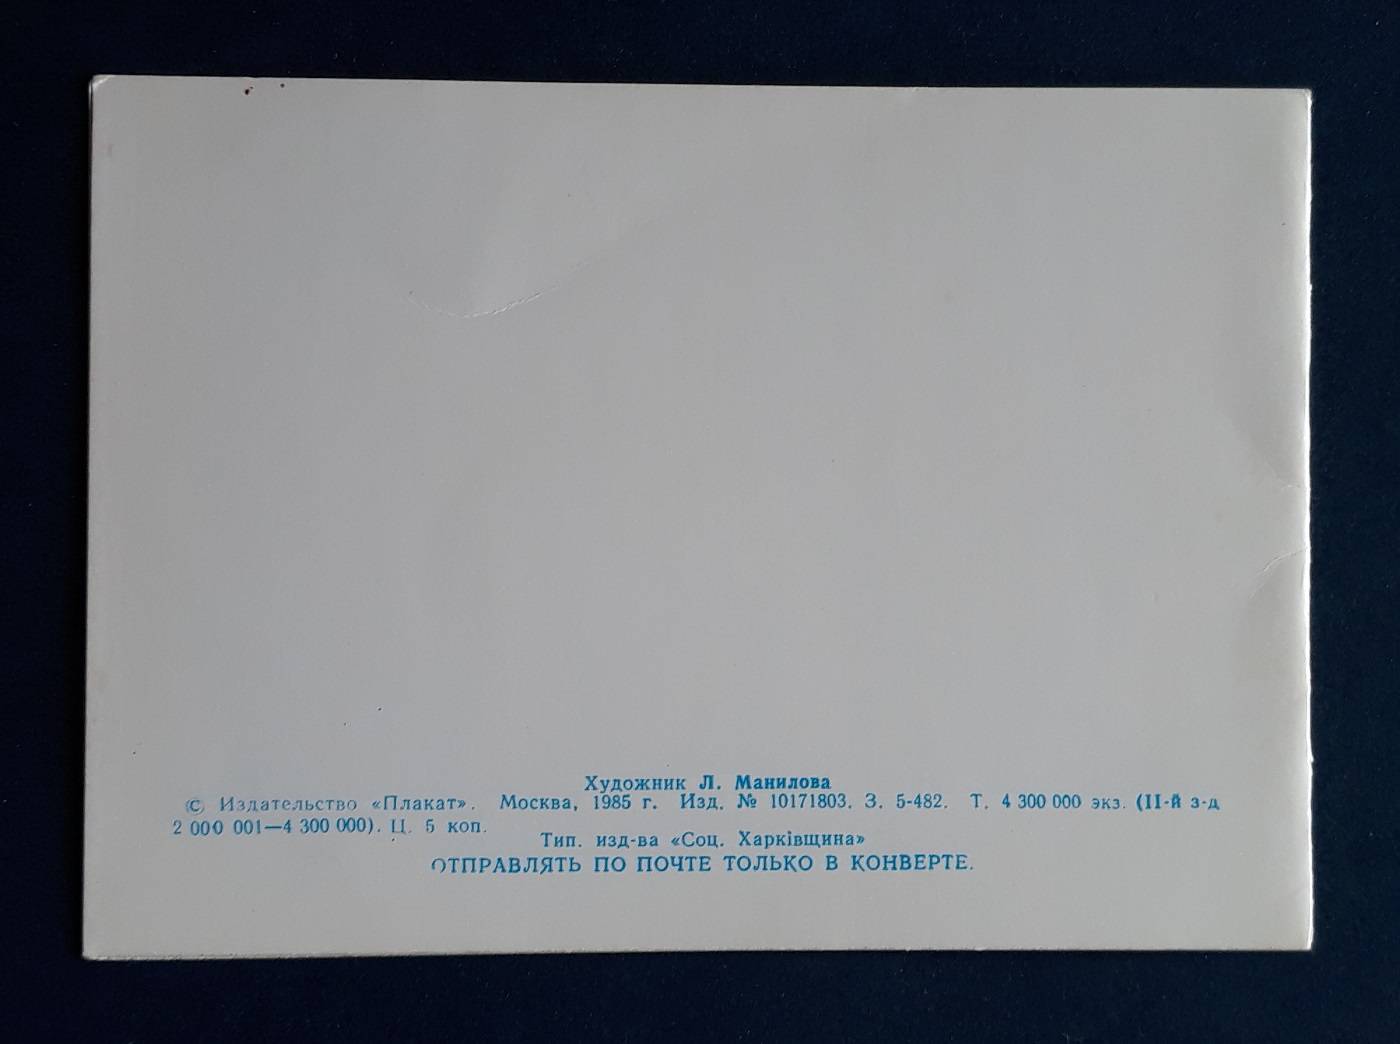 Художник Л. Манилова
© Издательство «Плакат». Москва, 1985 г. Изд. № 10171803. З. 5-482. Т. 4 300 000 экз. (II-й з-д
2 000 001—4 300 000). Ц. 5 коп.
Тип. изд-ва «Соц. Харківщина»
ОТПРАВЛЯТЬ ПО ПОЧТЕ ТОЛЬКО В КОНВЕРТЕ.